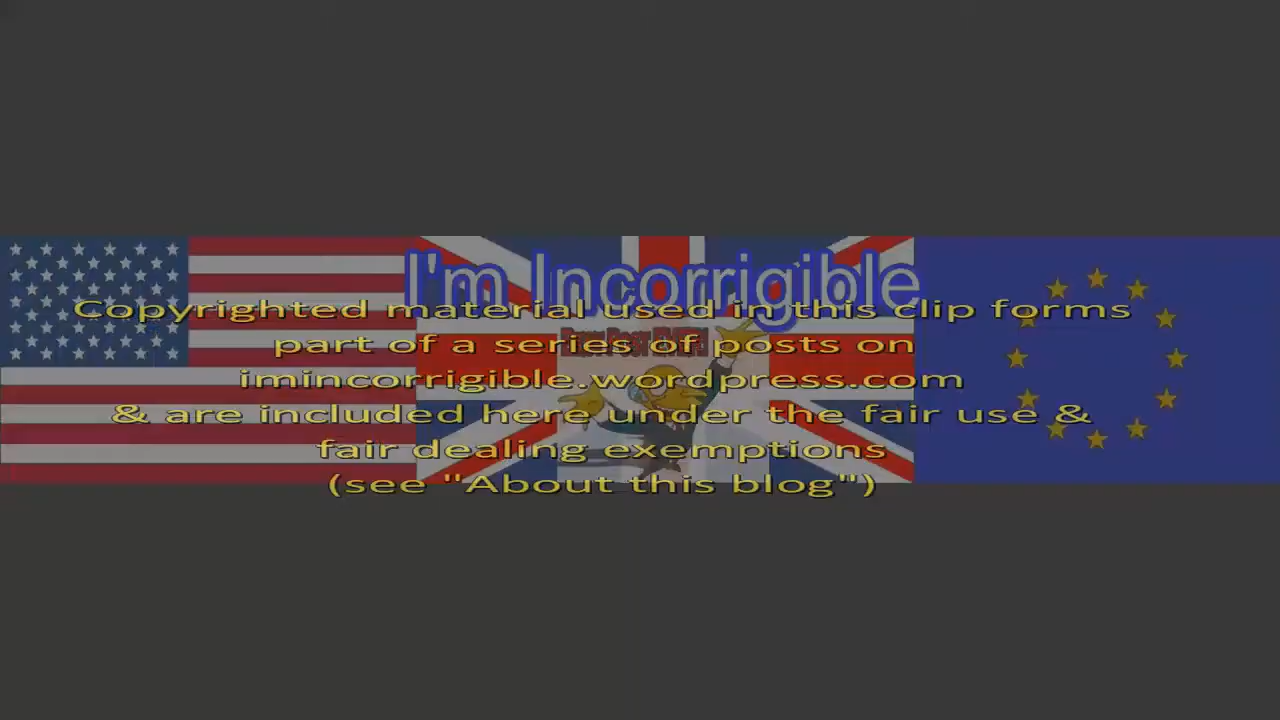 I'm Incorrigible
Copyrighted material used in this clip forms
part of a series of posts on
imincorrigible.wordpress.com
& are included here under the fair use &
fair dealing exemptions
(see "About this blog")